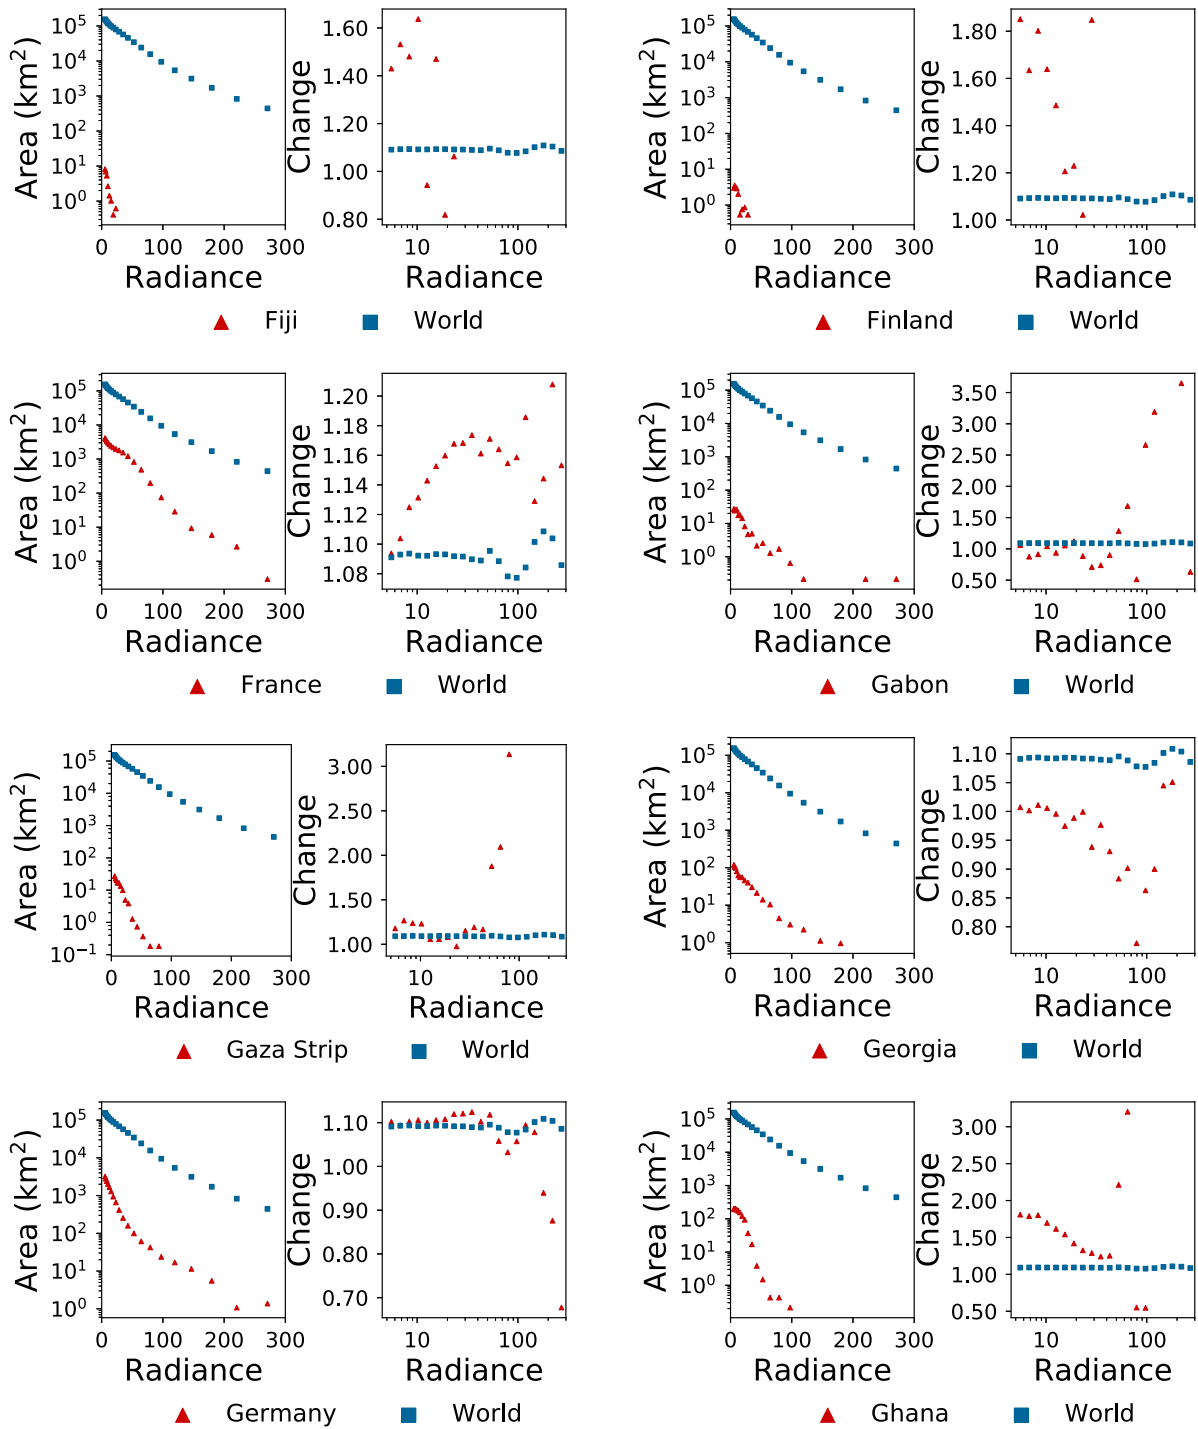 Area (km²)
10⁵
10⁴
10³
10²
10¹
10⁰
0 100 200 300
Radiance
Change
1.60
1.40
1.20
1.00
0.80
10 100
Radiance
Fiji World
Area (km²)
10⁵
10⁴
10³
10²
10¹
10⁰
0 100 200 300
Radiance
Change
1.80
1.60
1.40
1.20
1.00
10 100
Radiance
Finland World
Area (km²)
10⁵
10⁴
10³
10²
10¹
10⁰
0 100 200 300
Radiance
Change
1.20
1.18
1.16
1.14
1.12
1.10
1.08
10 100
Radiance
France World
Area (km²)
10⁵
10⁴
10³
10²
10¹
10⁰
0 100 200 300
Radiance
Change
3.50
3.00
2.50
2.00
1.50
1.00
0.50
10 100
Radiance
Gabon World
Area (km²)
10⁵
10⁴
10³
10²
10¹
10⁰
10⁻¹
0 100 200 300
Radiance
Change
3.00
2.50
2.00
1.50
1.00
10 100
Radiance
Gaza Strip World
Area (km²)
10⁵
10⁴
10³
10²
10¹
10⁰
0 100 200 300
Radiance
Change
1.10
1.05
1.00
0.95
0.90
0.85
0.80
10 100
Radiance
Georgia World
Area (km²)
10⁵
10⁴
10³
10²
10¹
10⁰
0 100 200 300
Radiance
Change
1.10
1.00
0.90
0.80
0.70
10 100
Radiance
Germany World
Area (km²)
10⁵
10⁴
10³
10²
10¹
10⁰
0 100 200 300
Radiance
Change
3.00
2.50
2.00
1.50
1.00
0.50
10 100
Radiance
Ghana World